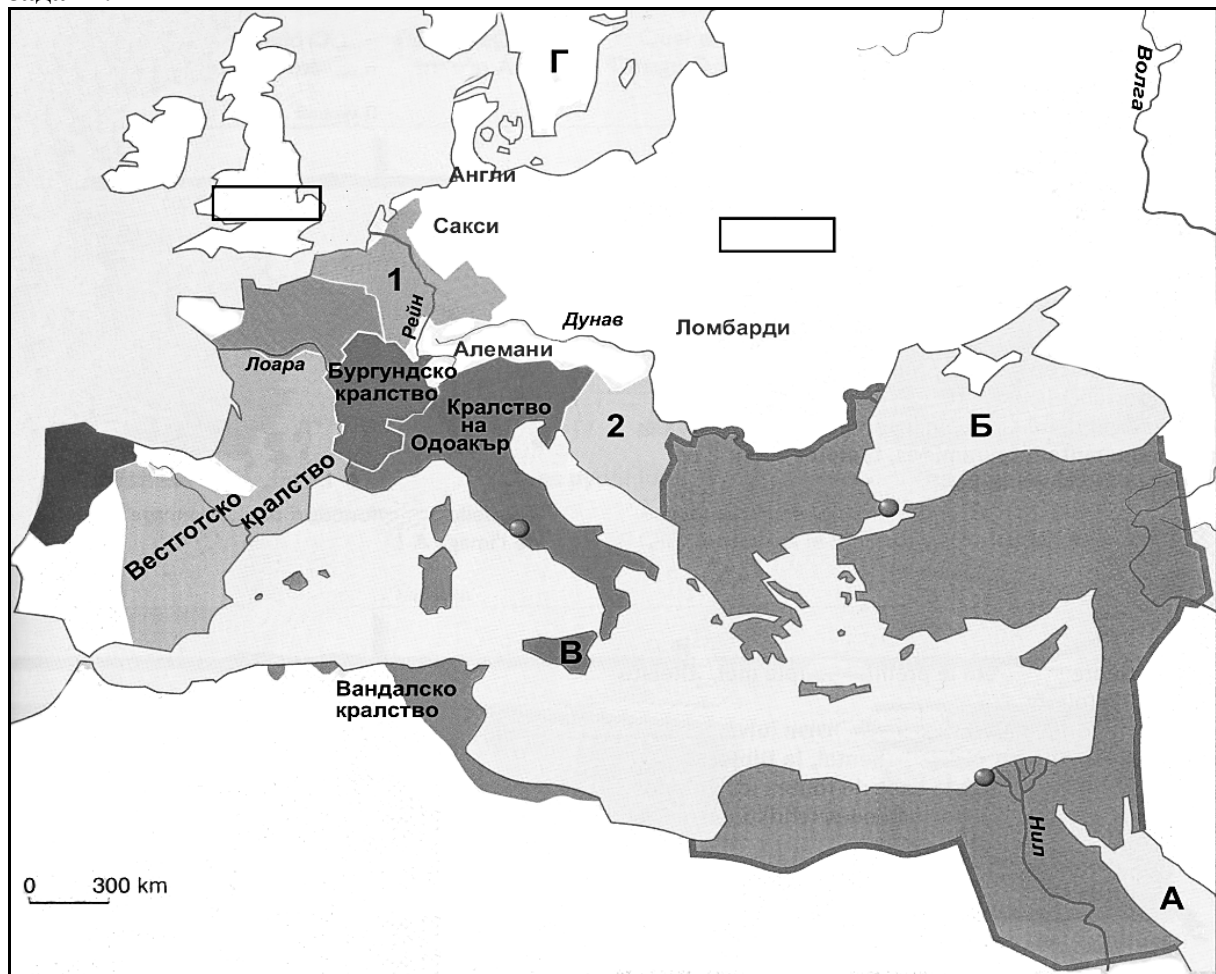 Г
Волга
Англи
Сакси
1
Рейн
Дунав
Ломбарди
Алемани
Лоара
Бургундско
кралство
Кралство
на
Одоакър
2
Б
Вестготско
кралство
В
Вандалско
кралство
Нил
0 300 km
А